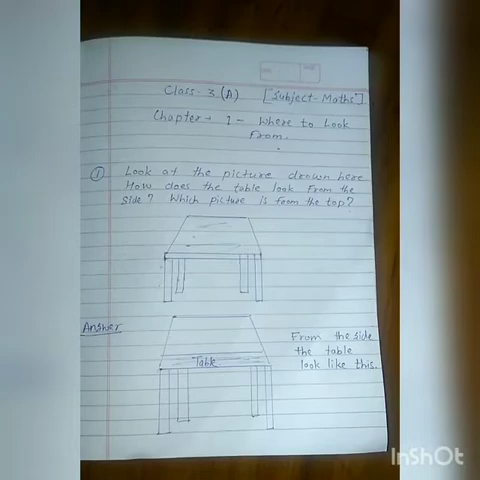 Class-3 (A) [Subject-Maths]
Chapter → 1 - Where to Look
From.
① Look at the picture drown here
How does the table look From the
side? Which picture is from the top?
Answer
Table
From the side
the table
look like this.
InShOt